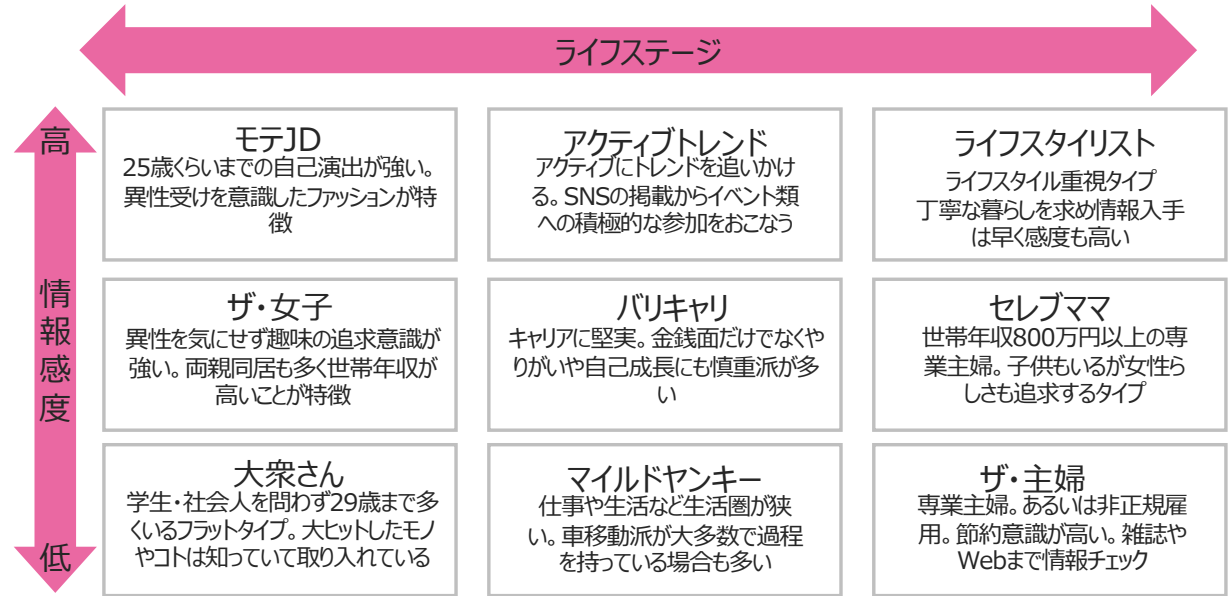 ライフステージ
高
情報感度
低
モテJD
25歳くらいまでの自己演出が強い。
異性受けを意識したファッションが特
徴
アクティブトレンド
アクティブにトレンドを追いかけ
る。SNSの掲載からイベント類
への積極的な参加をおこなう
ライフスタイリスト
ライフスタイル重視タイプ
丁寧な暮らしを求め情報入手
は早く感度も高い
ザ・女子
異性を気にせず趣味の追求意識が
強い。両親同居も多く世帯年収が
高いことが特徴
バリキャリ
キャリアに堅実。金銭面だけでなくや
りがいや自己成長にも慎重派が多
い
セレブママ
世帯年収800万円以上の専
業主婦。子供もいるが女性ら
しさも追求するタイプ
大衆さん
学生・社会人を問わず29歳まで多
くいるフラットタイプ。大ヒットしたモノ
やコトは知っていて取り入れている
マイルドヤンキー
仕事や生活など生活圏が狭
い。車移動派が大多数で過程
を持っている場合も多い
ザ・主婦
専業主婦。あるいは非正規雇
用。節約意識が高い。雑誌や
Webまで情報チェック